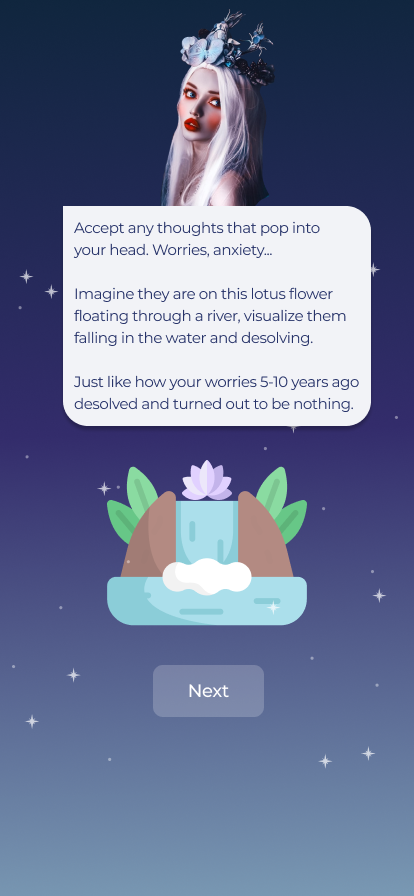 Accept any thoughts that pop into
your head. Worries, anxiety...
Imagine they are on this lotus flower
floating through a river, visualize them
falling in the water and desolving.
Just like how your worries 5-10 years ago
desolved and turned out to be nothing.
Next